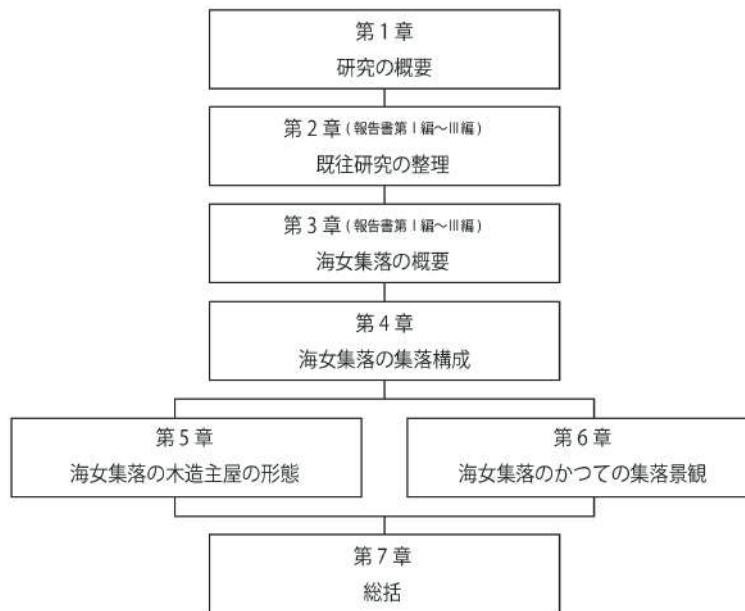 第1章
研究の概要
第2章(報告書第Ⅰ編〜Ⅲ編)
既往研究の整理
第3章(報告書第Ⅰ編〜Ⅲ編)
海女集落の概要
第4章
海女集落の集落構成
第5章
海女集落の木造主屋の形態
第6章
海女集落のかつての集落景観
第7章
総括